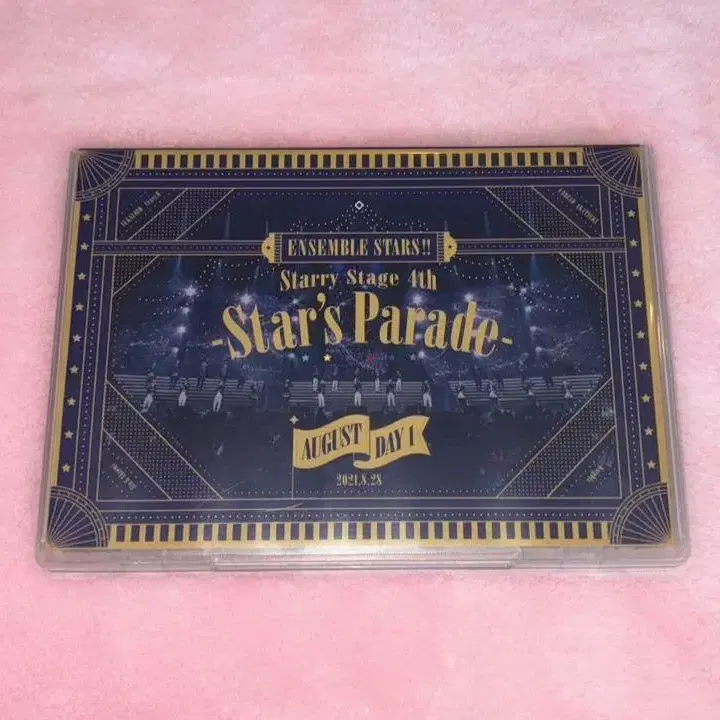 ENSEMBLE STARS!!
Starry Stage 4th
-Star's Parade-
AUGUST DAY 1
2021.8.28